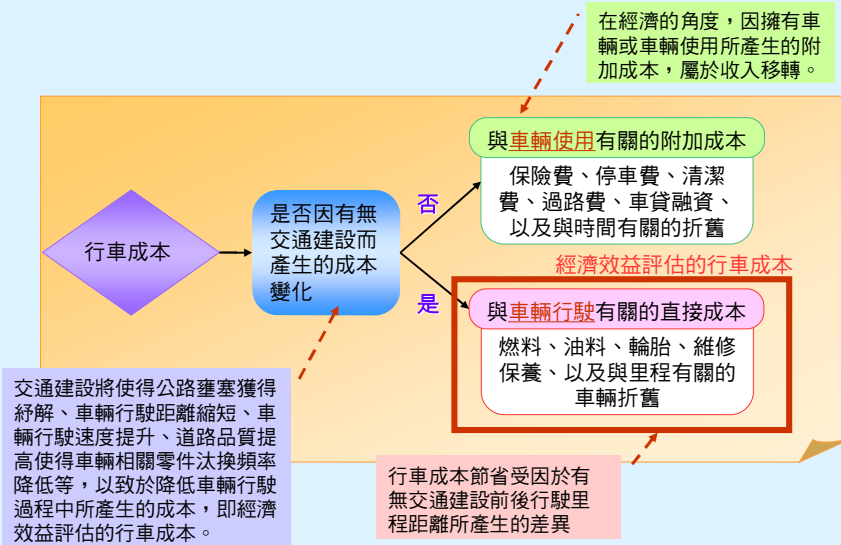 在經濟的角度，因擁有車
輛或車輛使用所產生的附
加成本，屬於收入移轉。
與車輛使用有關的附加成本
保險費、停車費、清潔
費、過路費、車貸融資、
以及與時間有關的折舊
行車成本
是否因有無
交通建設而
產生的成本
變化
否
是
經濟效益評估的行車成本
與車輛行駛有關的直接成本
燃料、油料、輪胎、維修
保養、以及與里程有關的
車輛折舊
交通建設將使得公路壅塞獲得
紓解、車輛行駛距離縮短、車
輛行駛速度提升、道路品質提
高使得車輛相關零件汰換頻率
降低等，以致於降低車輛行駛
過程中所產生的成本，即經濟
效益評估的行車成本。
行車成本節省受因於有
無交通建設前後行駛里
程距離所產生的差異